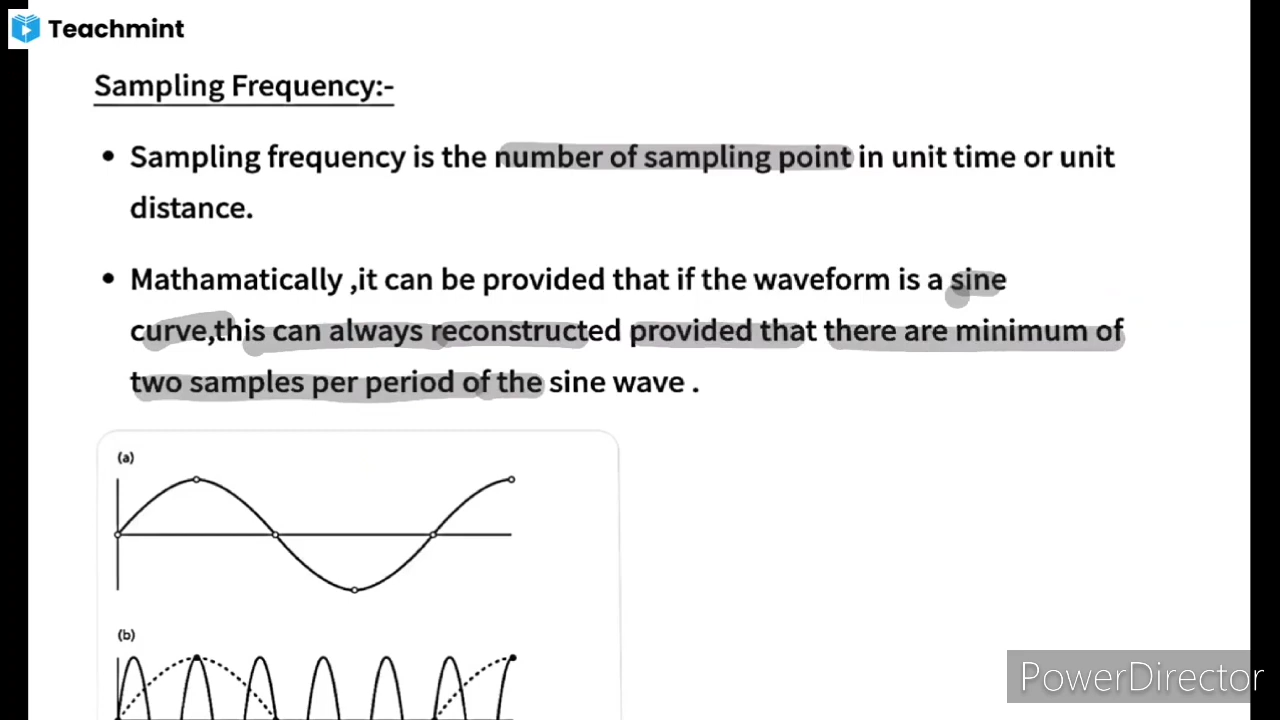 Teachmint
Sampling Frequency:-
• Sampling frequency is the number of sampling point in unit time or unit
distance.
• Mathamatically ,it can be provided that if the waveform is a sine
curve,this can always reconstructed provided that there are minimum of
two samples per period of the sine wave .
(a)
(b)
PowerDirector